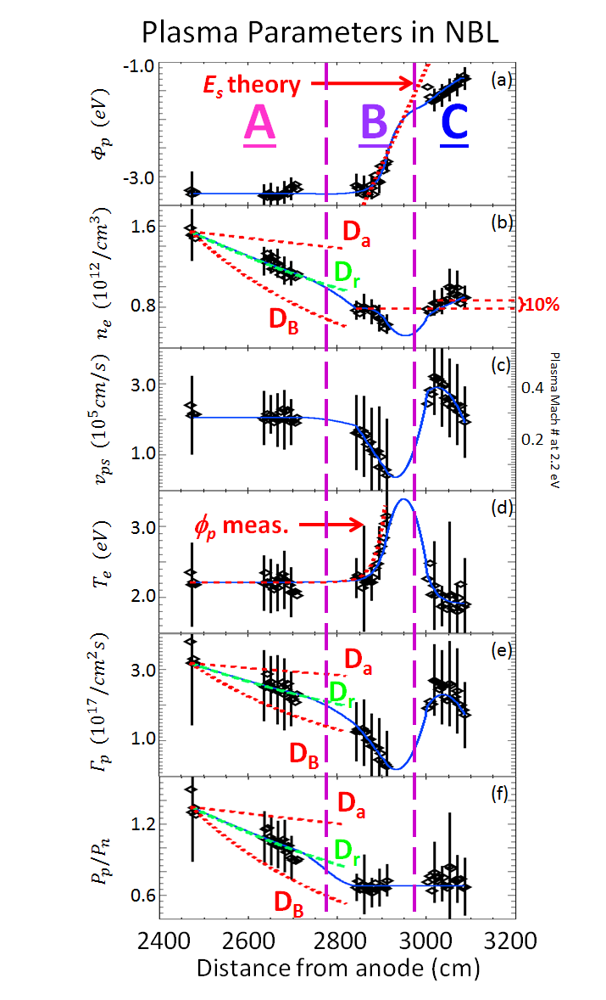 Plasma Parameters in NBL
-1.0
E_s theory
(a)
A B C
Φ_p (eV)
-3.0
1.6
(b)
D_a
n_e (10^12/cm^3)
D_r
0.8
}10%
D_B
3.0
(c)
0.4
v_ps (10^5 cm/s)
Plasma Mach # at 2.2 eV
0.2
1.0
(d)
3.0
ϕ_p meas.
T_e (eV)
2.0
(e)
D_a
3.0
D_r
Γ_p (10^17/cm^2 s)
1.0
D_B
(f)
D_a
1.2
D_r
P_p/P_n
0.6
D_B
2400 2600 2800 3000 3200
Distance from anode (cm)